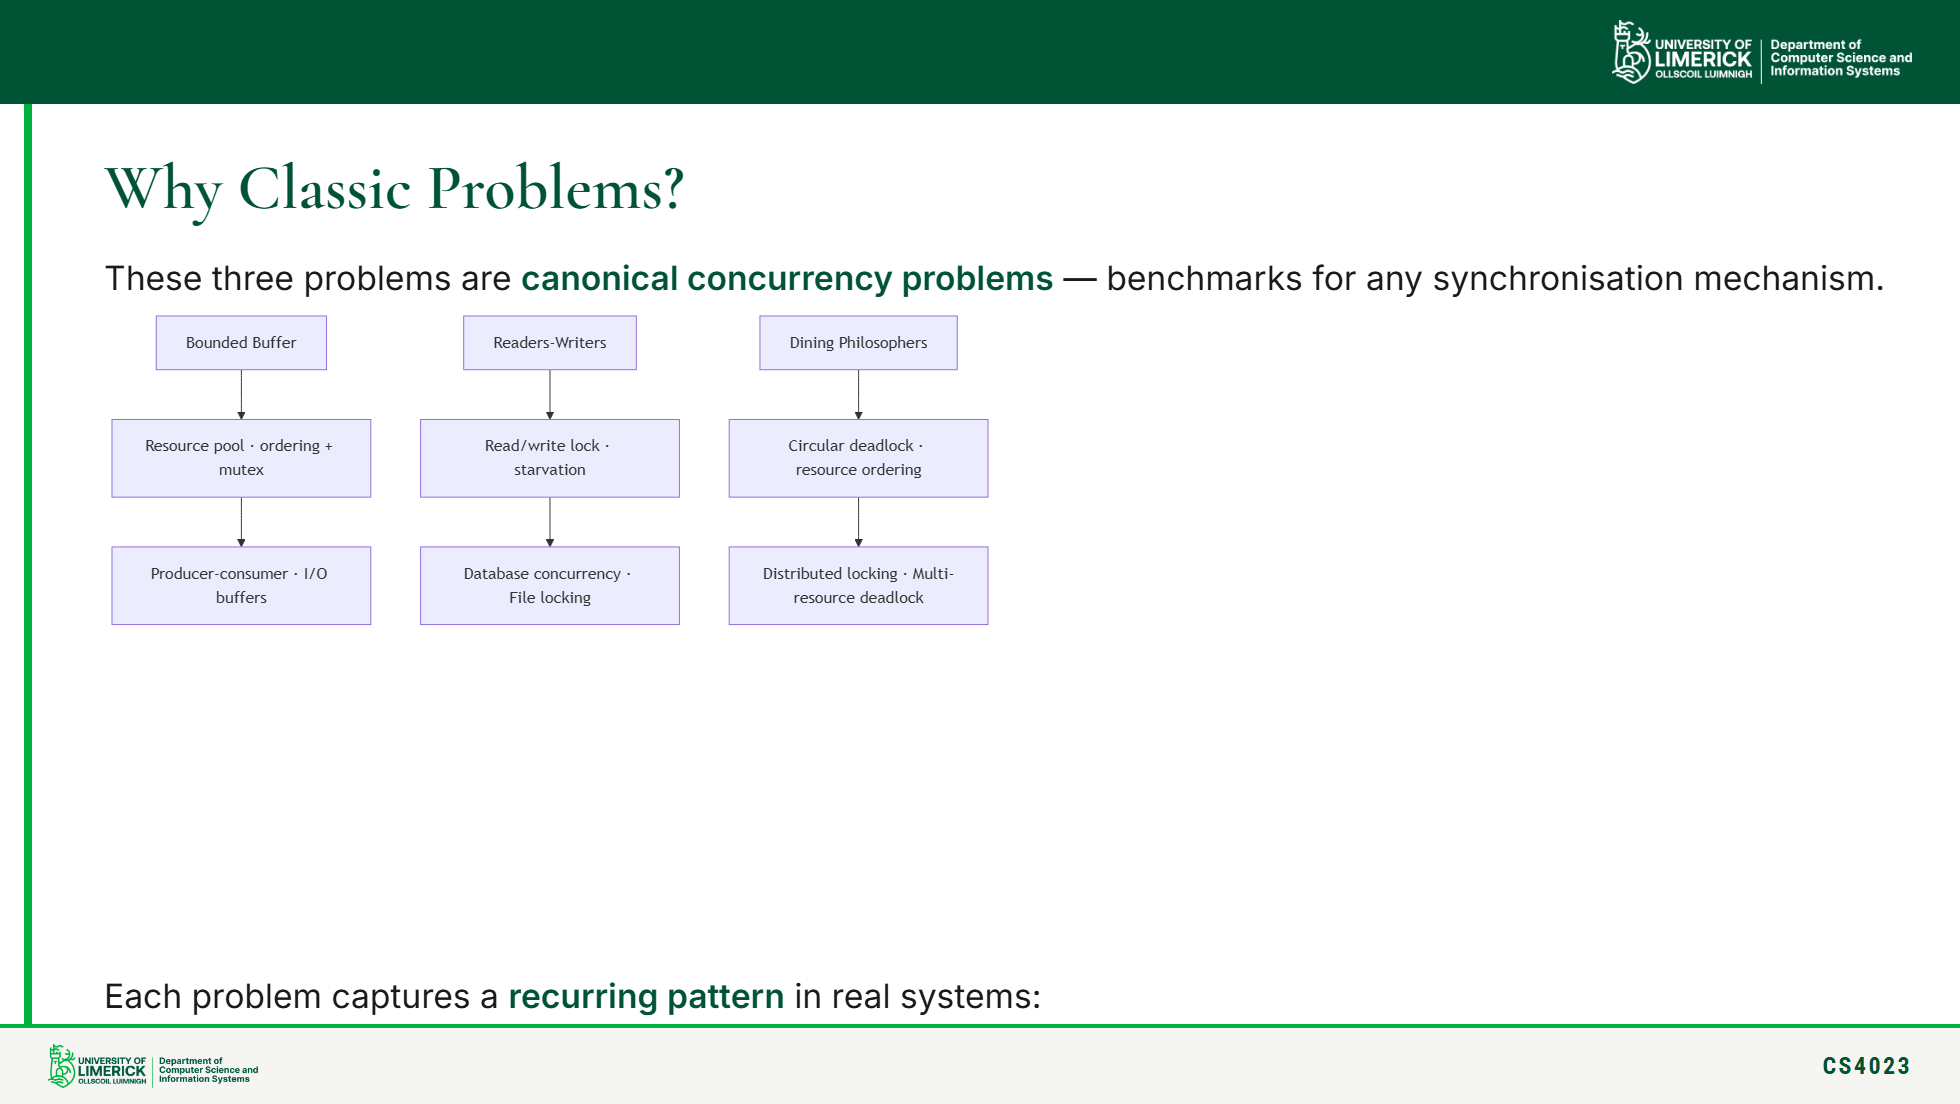 UNIVERSITY OF
LIMERICK
OLLSCOIL LUIMNIGH
Department of
Computer Science and
Information Systems
Why Classic Problems?
These three problems are canonical concurrency problems — benchmarks for any synchronisation mechanism.
Bounded Buffer
Resource pool · ordering +
mutex
Producer-consumer · I/O
buffers
Readers-Writers
Read/write lock ·
starvation
Database concurrency ·
File locking
Dining Philosophers
Circular deadlock ·
resource ordering
Distributed locking · Multi-
resource deadlock
Each problem captures a recurring pattern in real systems:
UNIVERSITY OF
LIMERICK
OLLSCOIL LUIMNIGH
Department of
Computer Science and
Information Systems
CS4023